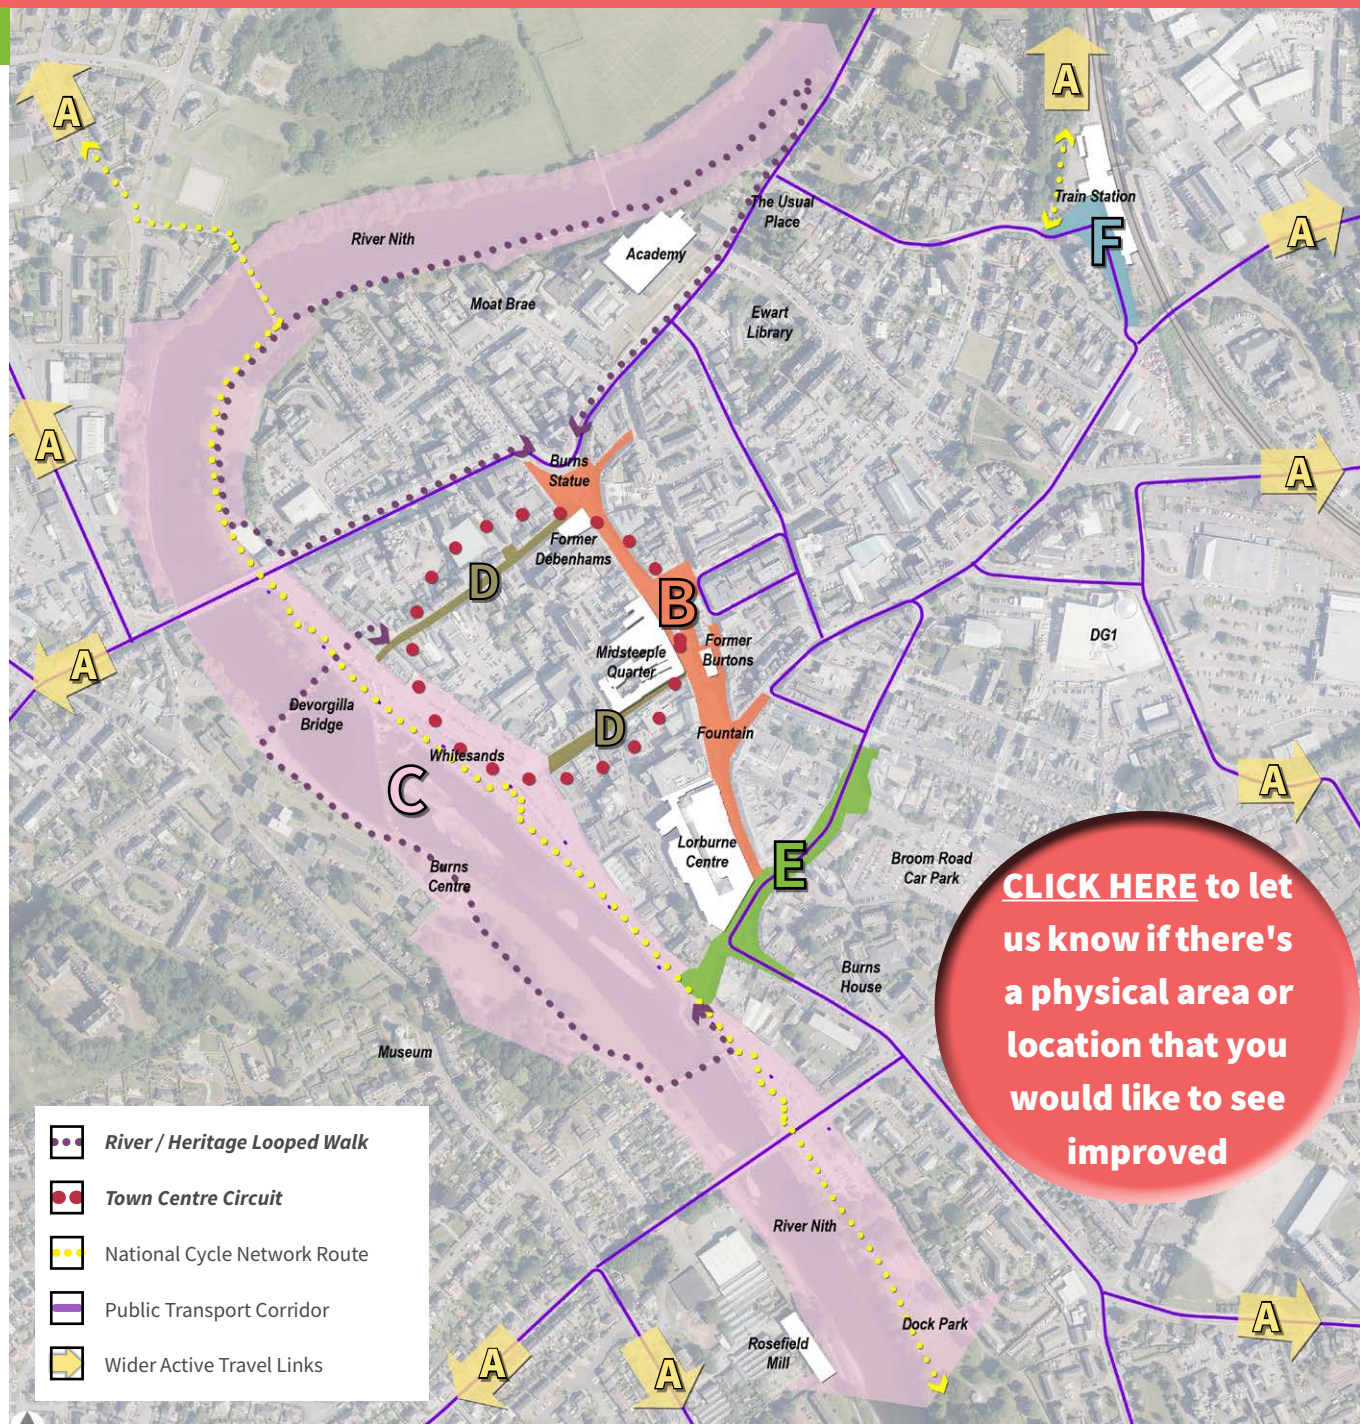 A
A
Train Station
The Usual
Place
F
A
River Nith
Academy
Moat Brae
Ewart
Library
A
Burns
Statue
A
Former
Debenhams
D
B
Midsteeple
Quarter
Former
Burtons
DG1
A
Devorgilla
Bridge
D
Fountain
Whitesands
C
A
Lorburne
Centre
E
Broom Road
Car Park
Burns
Centre
CLICK HERE to let
us know if there's
a physical area or
location that you
would like to see
improved
Burns
House
Museum
River / Heritage Looped Walk
Town Centre Circuit
National Cycle Network Route
Public Transport Corridor
Wider Active Travel Links
River Nith
Dock Park
A
Rosefield
Mill
A
A